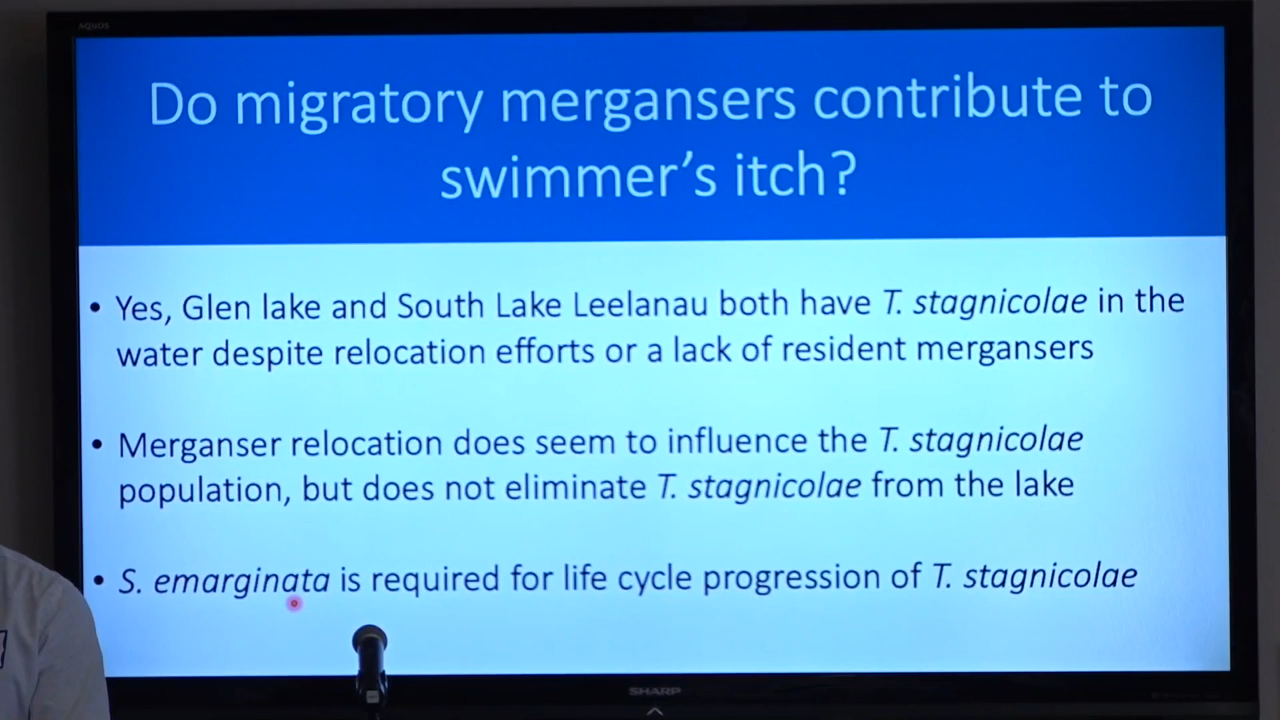 AQUOS
Do migratory mergansers contribute to
swimmer's itch?
• Yes, Glen lake and South Lake Leelanau both have T. stagnicolae in the
water despite relocation efforts or a lack of resident mergansers
• Merganser relocation does seem to influence the T. stagnicolae
population, but does not eliminate T. stagnicolae from the lake
• S. emarginata is required for life cycle progression of T. stagnicolae
SHARP